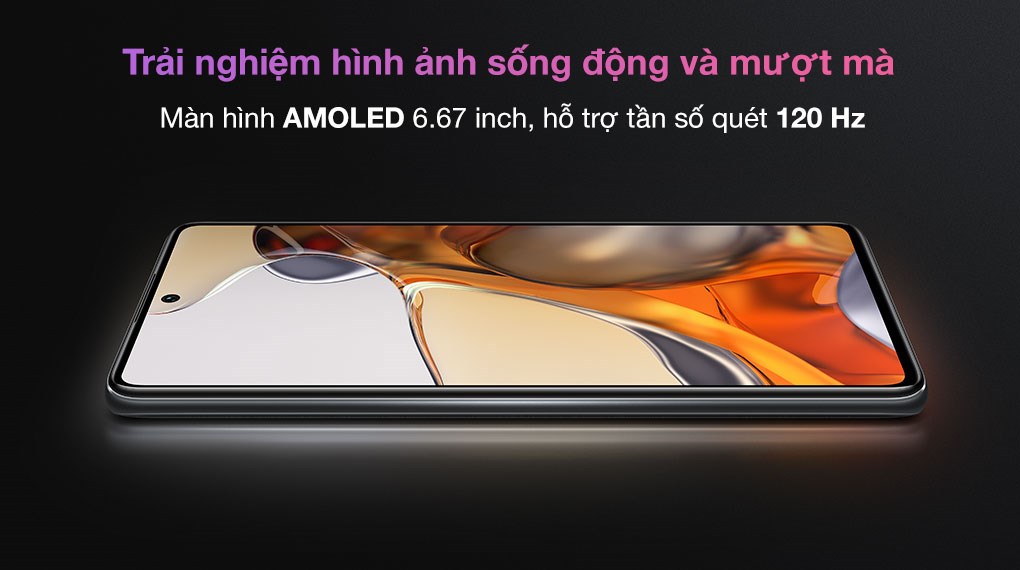 Trải nghiệm hình ảnh sống động và mượt mà
Màn hình AMOLED 6.67 inch, hỗ trợ tần số quét 120 Hz